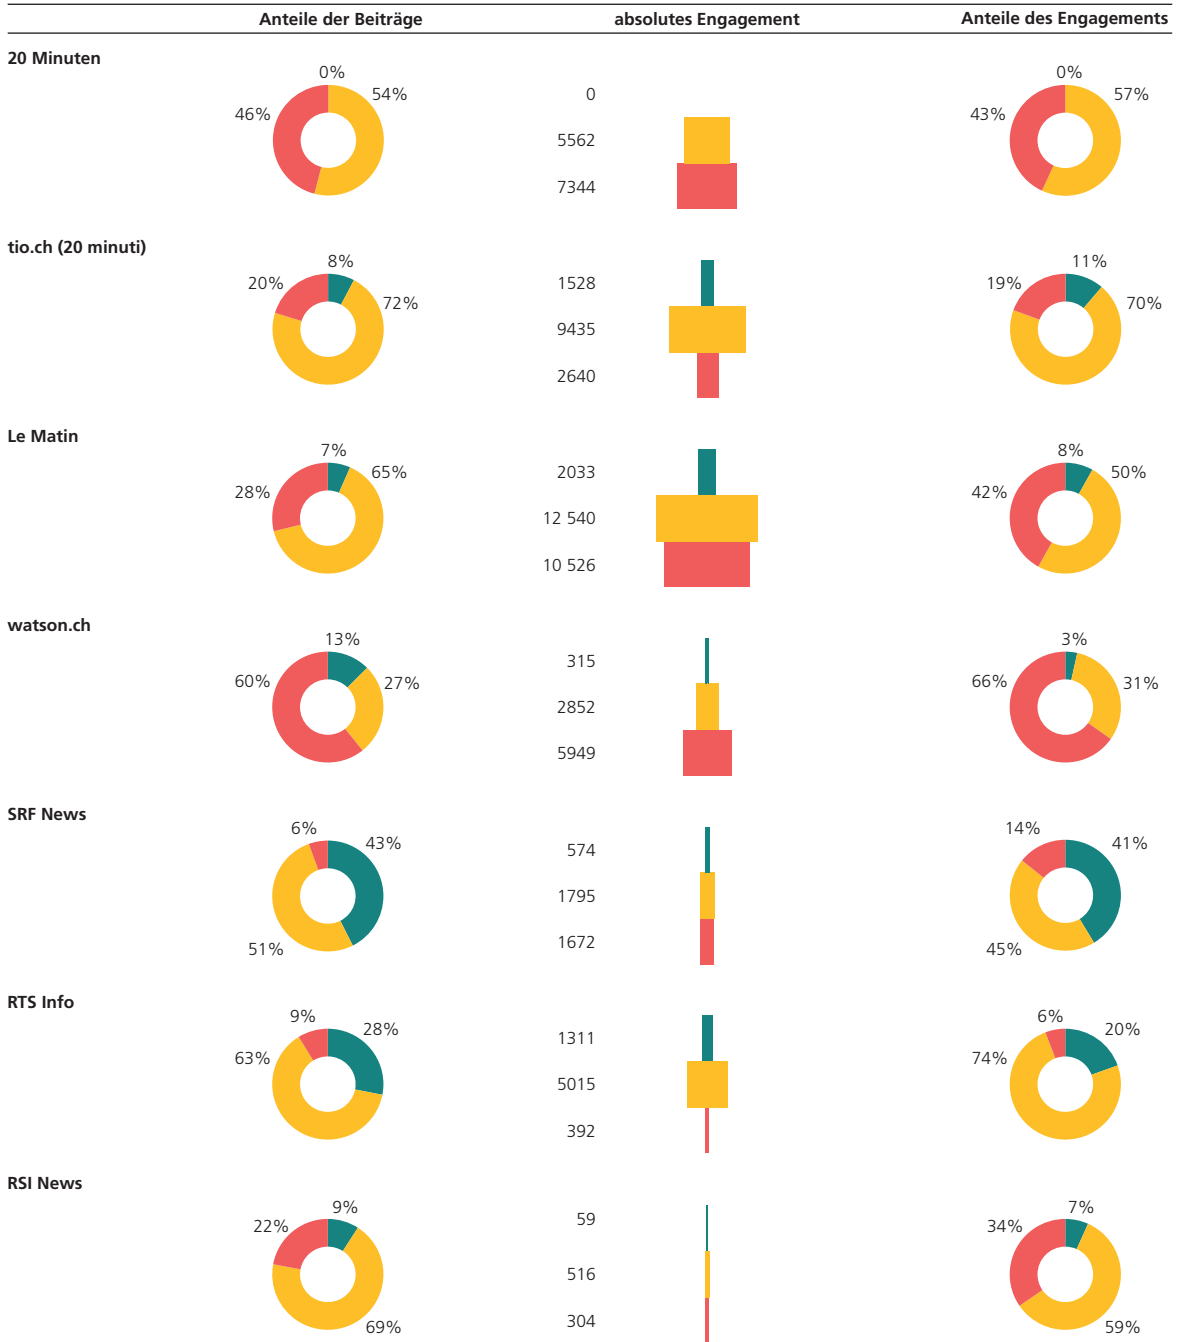 Anteile der Beiträge absolutes Engagement Anteile des Engagements
20 Minuten
0% 0%
54% 0 57%
46% 43%
5562
7344
tio.ch (20 minuti)
8% 11%
20% 1528 19%
72% 70%
9435
2640
Le Matin
7% 8%
65% 2033 50%
28% 42%
12 540
10 526
watson.ch
13% 3%
315
60% 27% 66% 31%
2852
5949
SRF News
6% 14%
43% 574 41%
1795
51% 1672 45%
RTS Info
9% 6%
28% 1311 20%
63% 74%
5015
392
RSI News
9% 7%
22% 59 34%
516
69% 304 59%